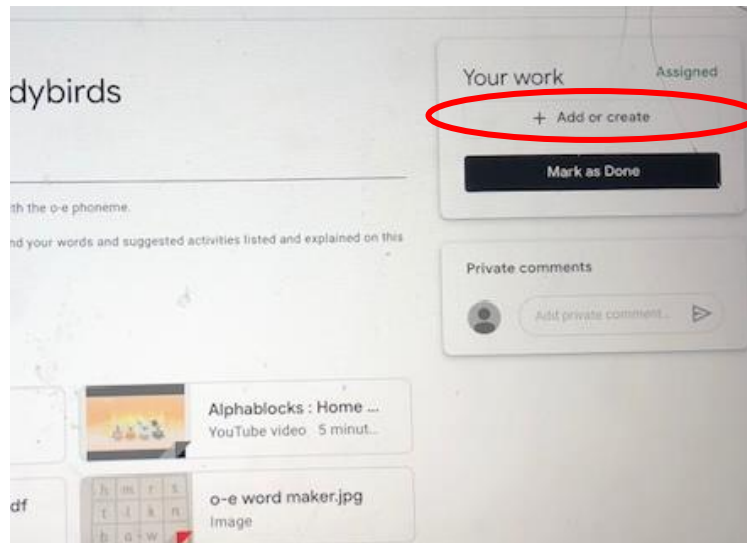 dybirds
Your work
Assigned
+ Add or create
Mark as Done
th the o-e phoneme.
nd your words and suggested activities listed and explained on this
Private comments
Add private comment...
Alphablocks : Home ...
YouTube video 5 minut...
df
o-e word maker.jpg
Image
h m r s
t l k n
b g w